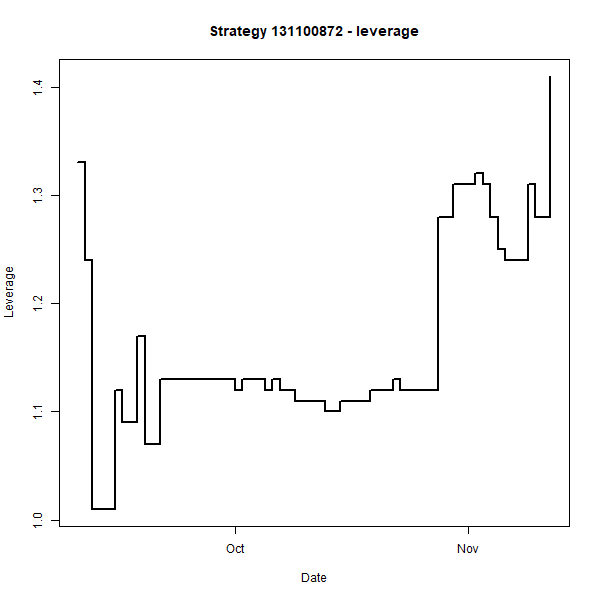 Strategy 131100872 - leverage
Leverage
1.4
1.3
1.2
1.1
1.0
Oct
Nov
Date